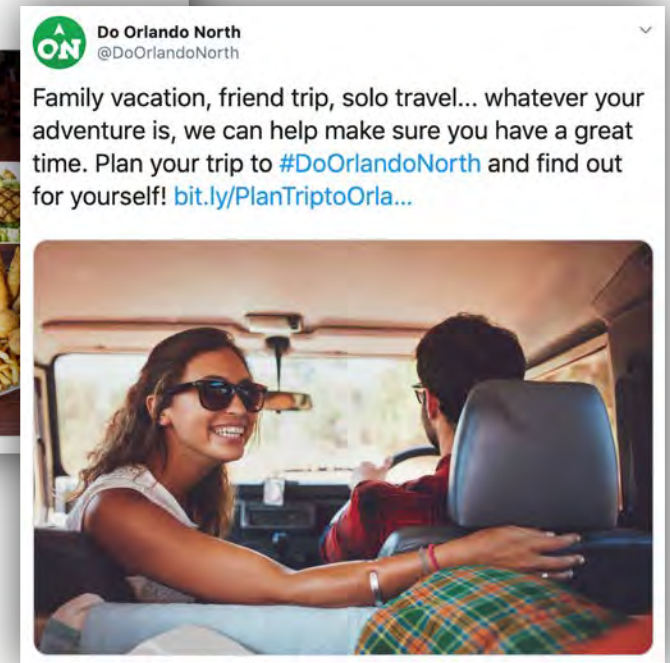 ON
Do Orlando North
@DoOrlandoNorth
Family vacation, friend trip, solo travel... whatever your
adventure is, we can help make sure you have a great
time. Plan your trip to #DoOrlandoNorth and find out
for yourself! bit.ly/PlanTriptoOrla...